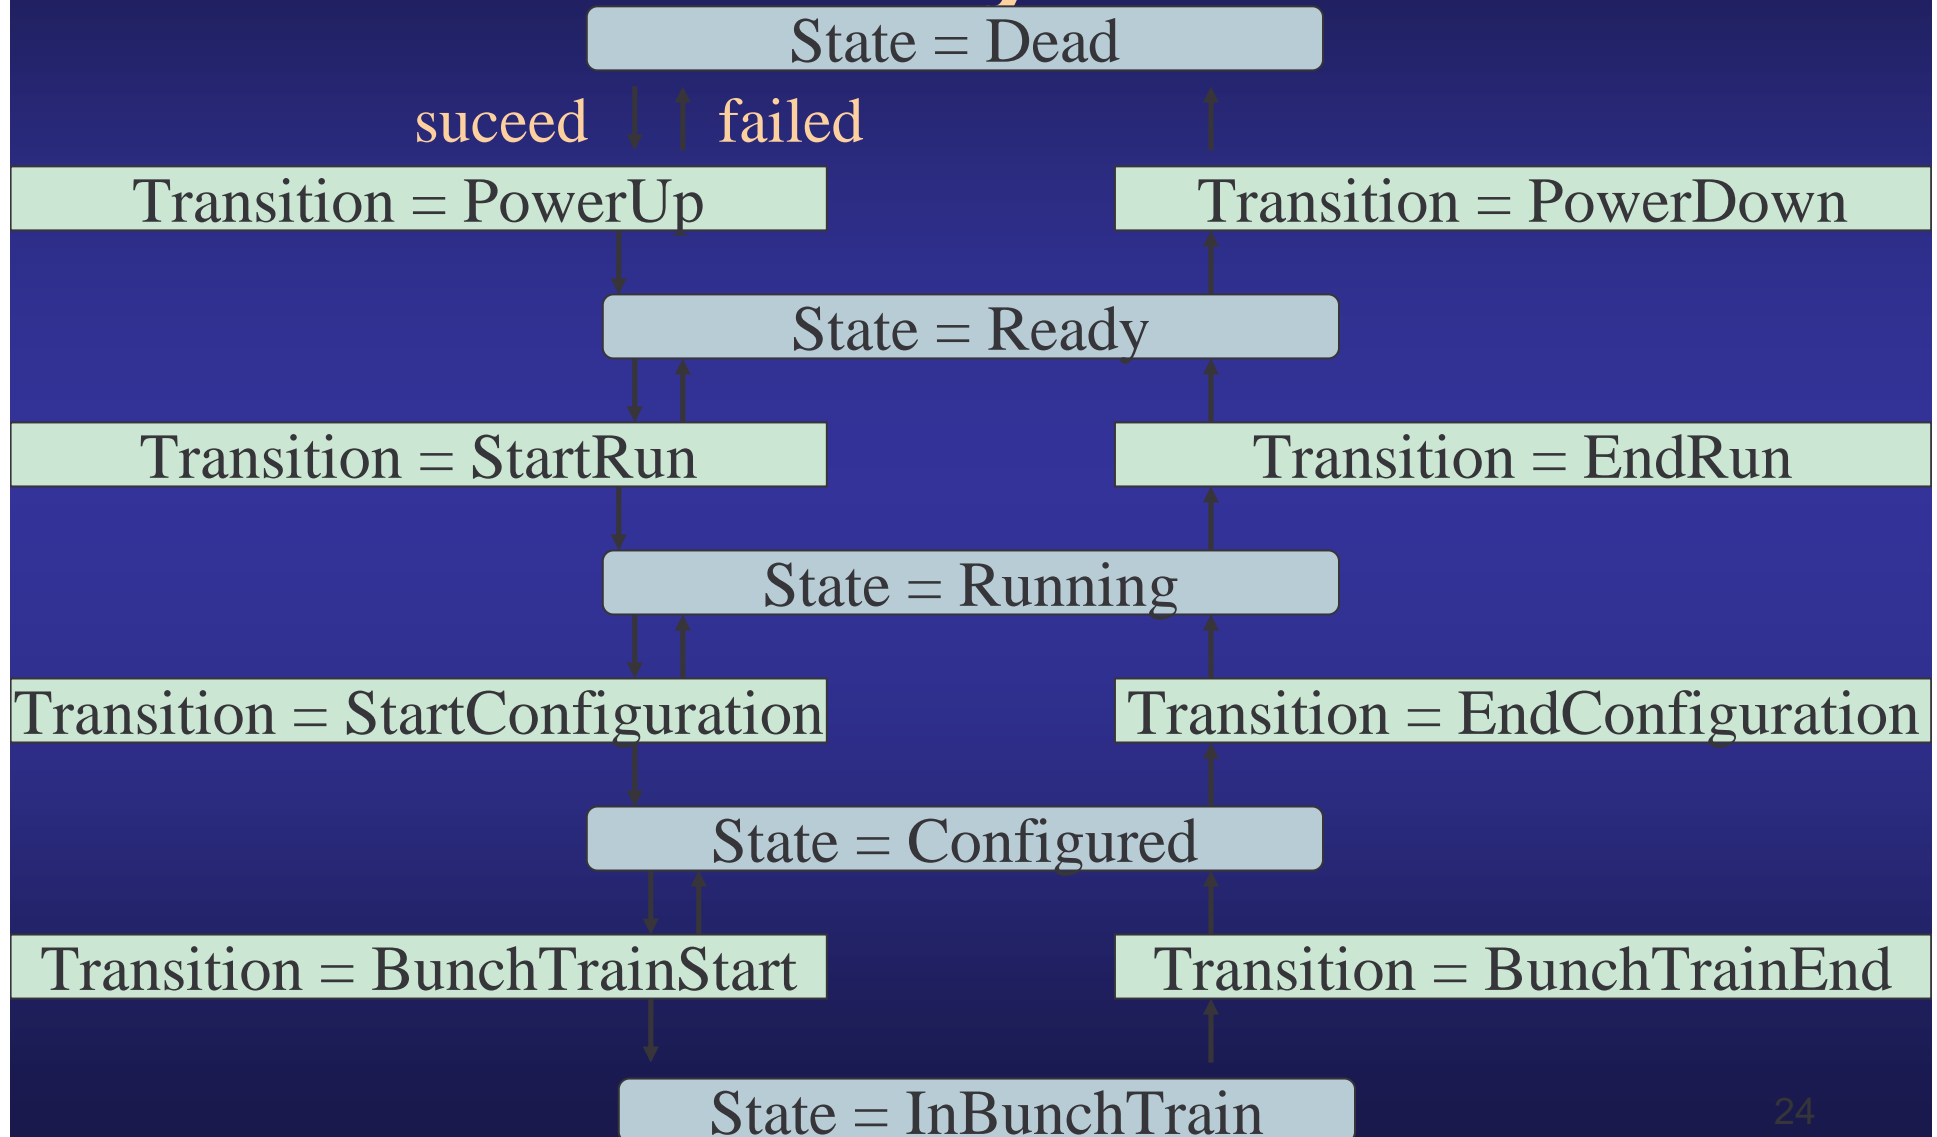 State = Dead
suceed failed
Transition = PowerUp
Transition = PowerDown
State = Ready
Transition = StartRun
Transition = EndRun
State = Running
Transition = StartConfiguration
Transition = EndConfiguration
State = Configured
Transition = BunchTrainStart
Transition = BunchTrainEnd
State = InBunchTrain
24